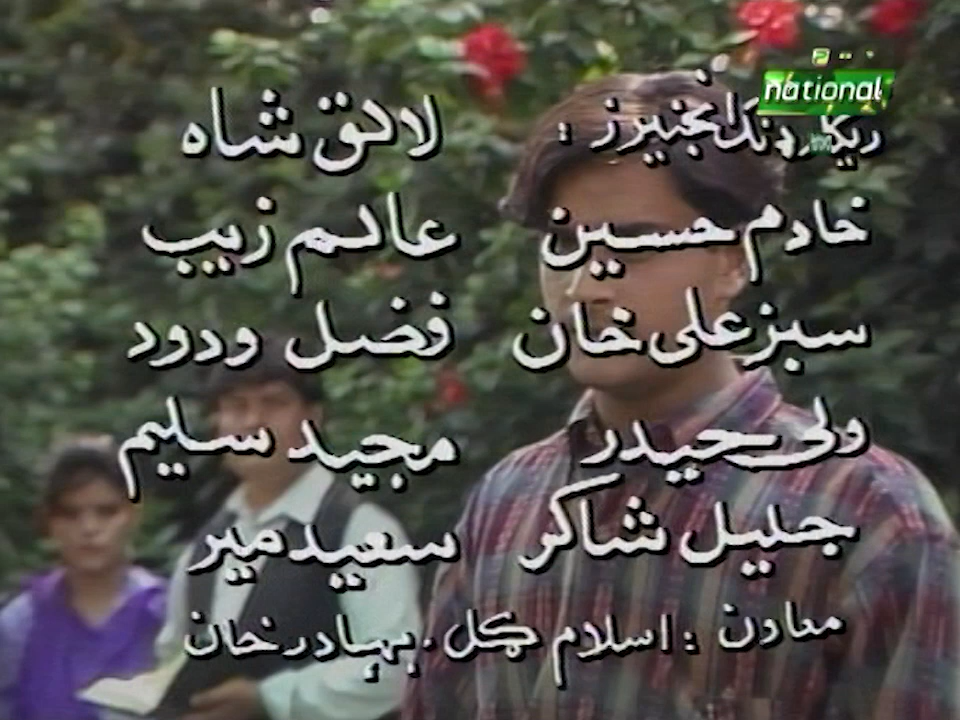 national
ریکارڈنگ انجنیرز : لائق شاہ
خادم حسین عالم زیب
سبز علی خان فضل ودود
ولی حیدر مجید سلیم
جلیل شاکر سعید میر
معاون : اسلام گل . بہادر خان